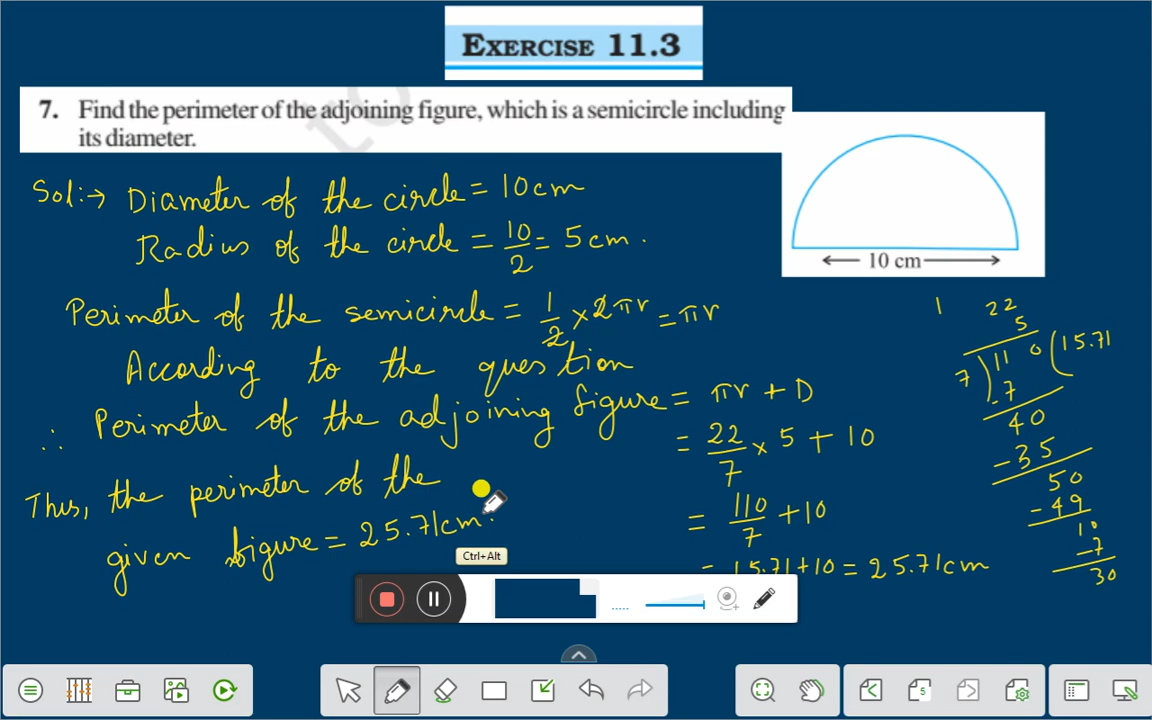 EXERCISE 11.3
7. Find the perimeter of the adjoining figure, which is a semicircle including
its diameter.
10 cm
Sol:→ Diameter of the circle = 10 cm
Radius of the circle = 10/2 = 5 cm.
Perimeter of the semicircle = 1/2 × 2πr = πr
According to the question
∴ Perimeter of the adjoining figure = πr + D
= 22/7 × 5 + 10
= 110/7 + 10
= 15.71 + 10 = 25.71 cm
Thus, the perimeter of the
given figure = 25.71 cm.
1 22
5
7 ) 110 ( 15.71
-7
40
-35
50
-49
10
-7
30
Ctrl+Alt
5